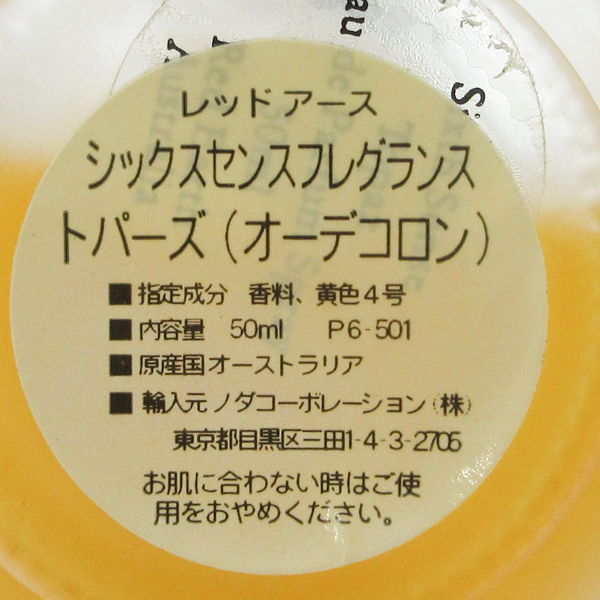 レッド アース
シックスセンスフレグランス
トパーズ（オーデコロン）
■ 指定成分　香料、黄色4号
■ 内容量　50ml　P6-501
■ 原産国オーストラリア
■ 輸入元 ノダコーポレーション（株）
東京都目黒区三田1-4-3-2705
お肌に合わない時はご使
用をおやめください。